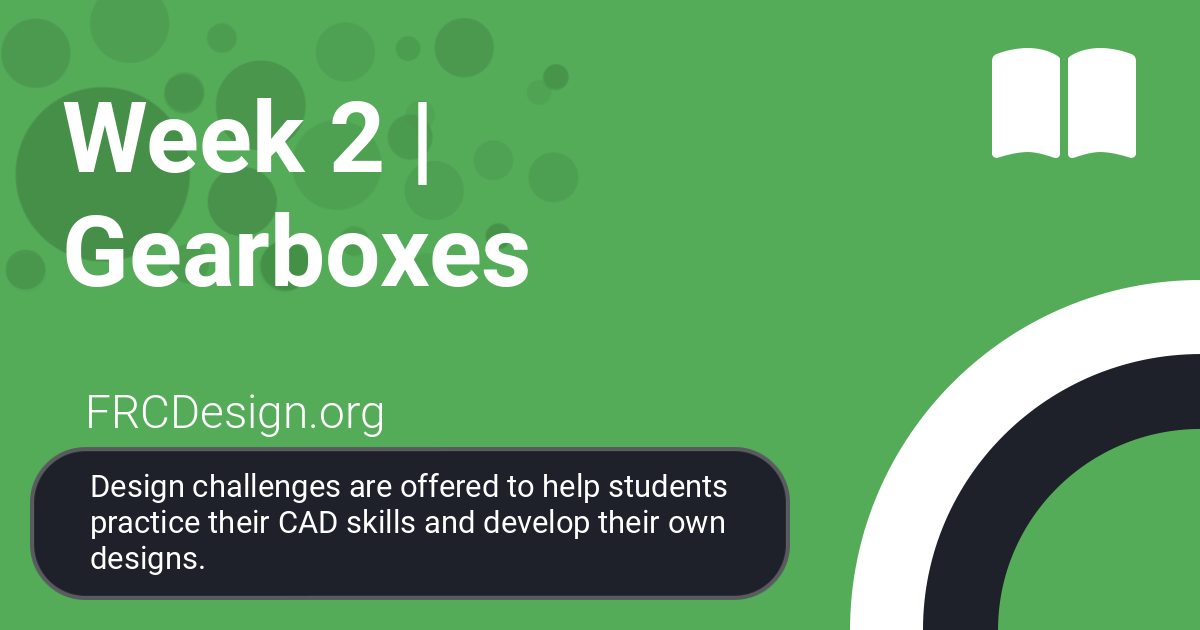 Week 2 |
Gearboxes
FRCDesign.org
Design challenges are offered to help students
practice their CAD skills and develop their own
designs.